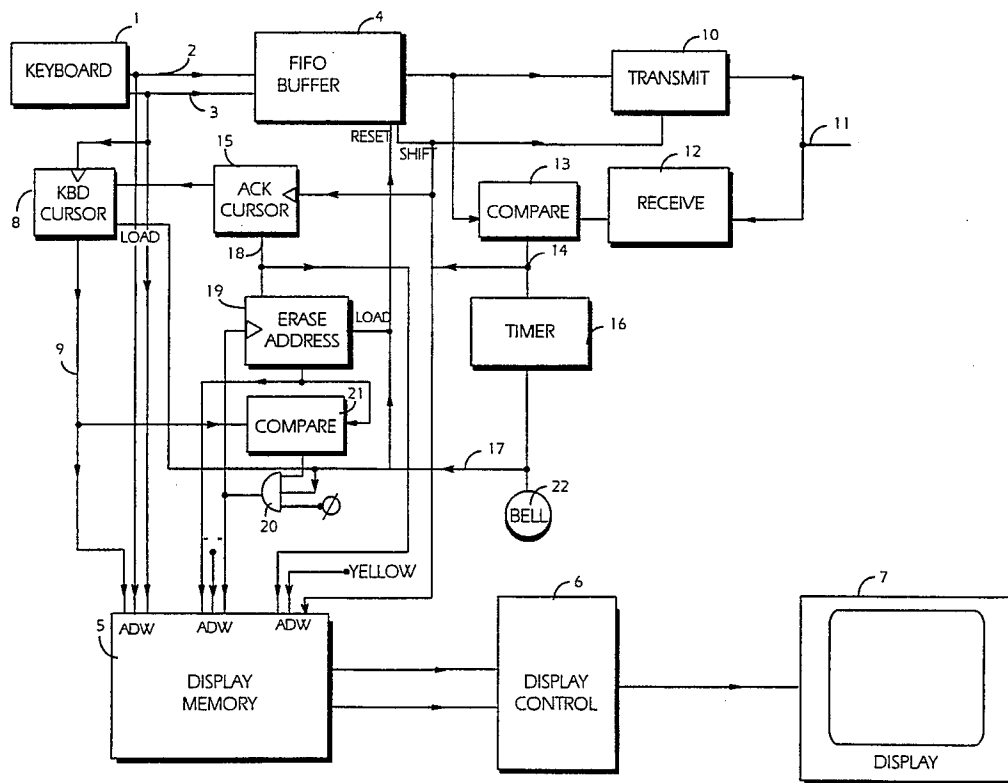 1
4
10
KEYBOARD
2
FIFO
BUFFER
TRANSMIT
3
11
RESET
SHIFT
15
12
13
8
KBD
CURSOR
ACK
CURSOR
COMPARE
RECEIVE
LOAD
18
14
19
ERASE
ADDRESS
LOAD
TIMER
16
9
21
COMPARE
17
20
BELL
22
YELLOW
6
7
5
ADW
ADW
ADW
DISPLAY
MEMORY
DISPLAY
CONTROL
DISPLAY